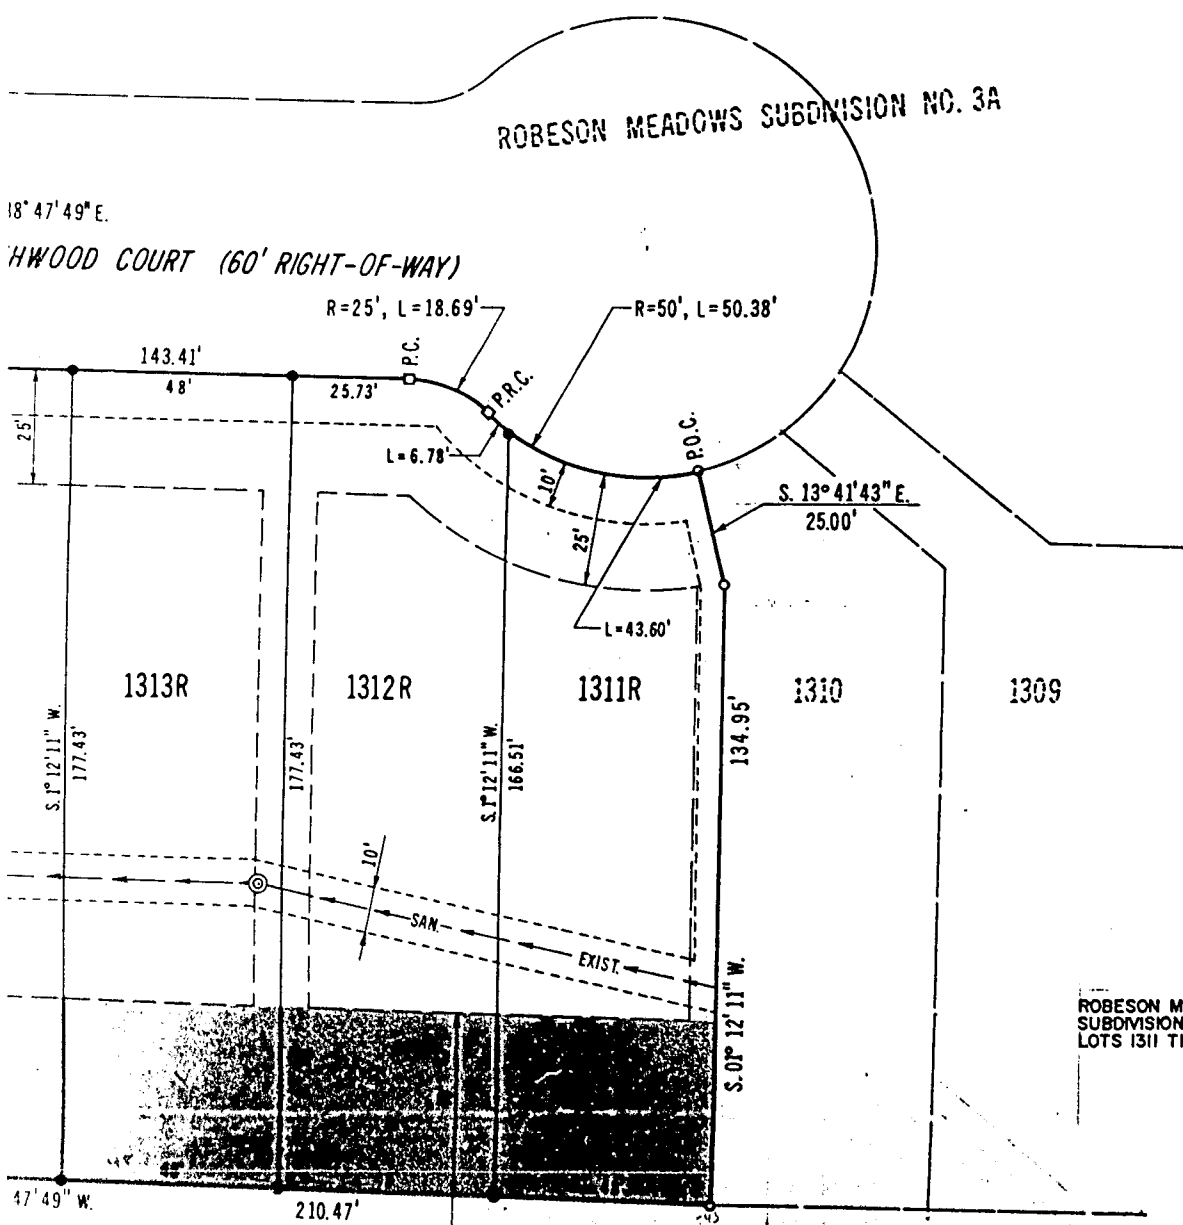 ROBESON MEADOWS SUBDIVISION NO. 3A
47'49" E.
HWOOD COURT (60' RIGHT-OF-WAY)
R=25', L=18.69'
R=50', L=50.38'
143.41'
48'
25.73'
P.C.
P.R.C.
P.O.C.
25'
L=6.78'
10'
25'
S. 13° 41'43" E.
25.00'
L=43.60'
1313R
1312R
1311R
1310
1309
S. 1° 12' 11" W.
177.43'
177.43'
S. 1° 12' 11" W.
166.51'
134.95'
S. 01° 12' 11" W.
10'
SAN.
EXIST.
ROBESON M
SUBDIVISION
LOTS 1311 T
47'49" W.
210.47'